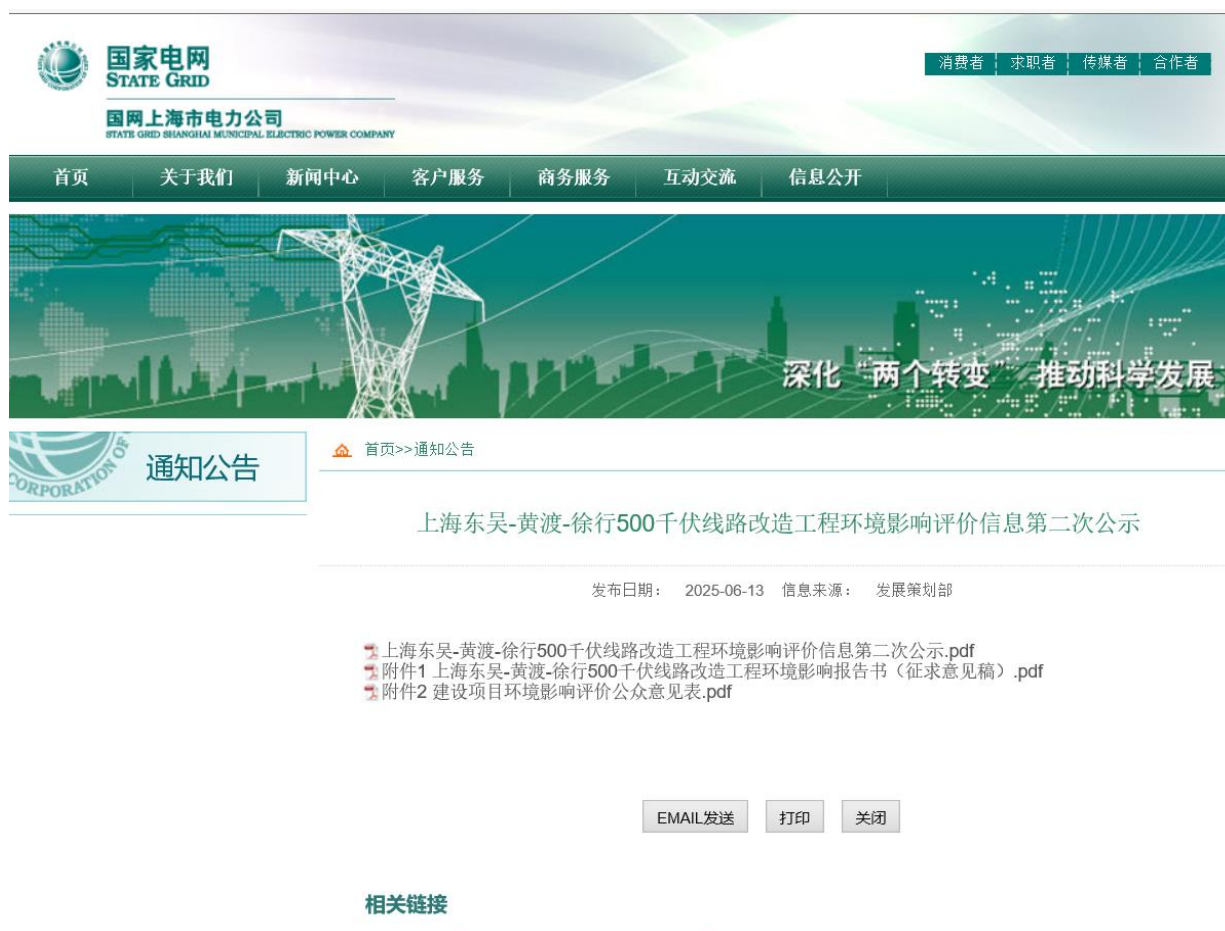 国家电网
STATE GRID
国网上海市电力公司
STATE GRID SHANGHAI MUNICIPAL ELECTRIC POWER COMPANY
消费者 求职者 传媒者 合作者
首页 关于我们 新闻中心 客户服务 商务服务 互动交流 信息公开
深化“两个转变” 推动科学发展
CORPORATION OF
通知公告
首页>>通知公告
上海东吴-黄渡-徐行500千伏线路改造工程环境影响评价信息第二次公示
发布日期： 2025-06-13 信息来源： 发展策划部
上海东吴-黄渡-徐行500千伏线路改造工程环境影响评价信息第二次公示.pdf
附件1 上海东吴-黄渡-徐行500千伏线路改造工程环境影响报告书（征求意见稿）.pdf
附件2 建设项目环境影响评价公众意见表.pdf
EMAIL发送 打印 关闭
相关链接